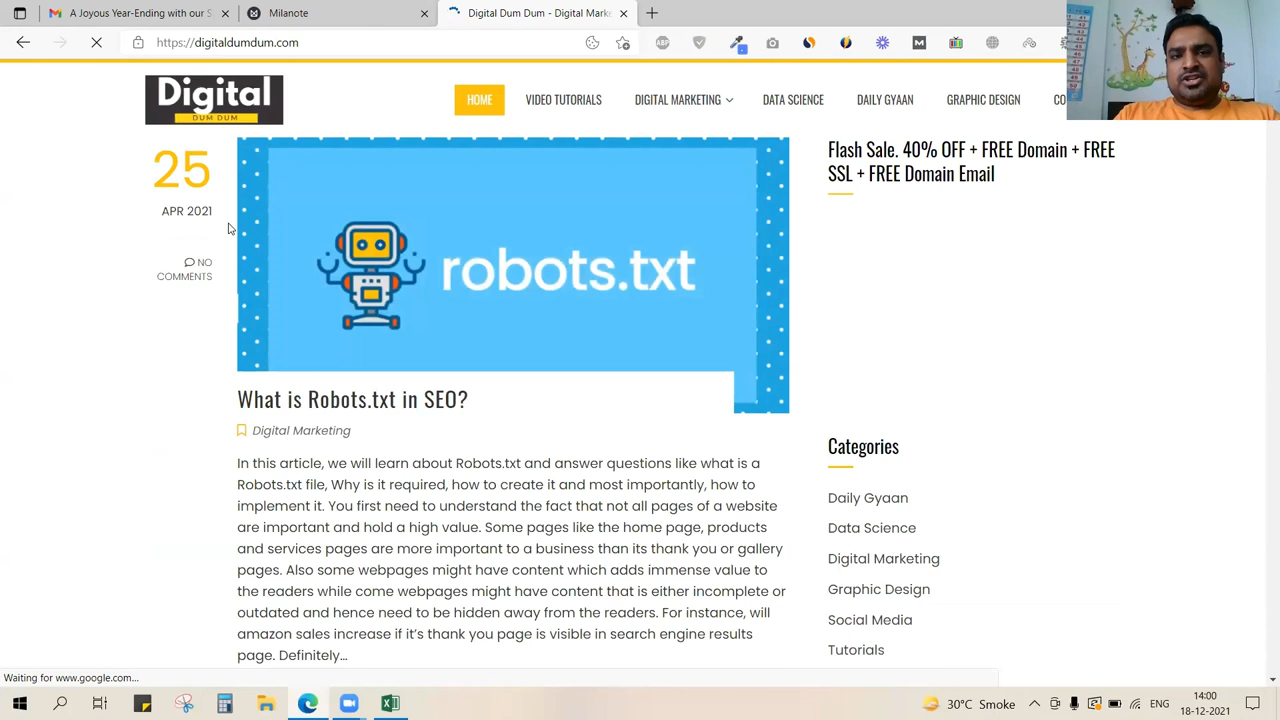 A Joyous Year-Ending with our S
Milanote
Digital Dum Dum - Digital Marke
https://digitaldumdum.com
ABP
M
Digital
DUM DUM
HOME
VIDEO TUTORIALS
DIGITAL MARKETING
DATA SCIENCE
DAILY GYAAN
GRAPHIC DESIGN
CO
25
APR 2021
NO
COMMENTS
robots.txt
What is Robots.txt in SEO?
Digital Marketing
In this article, we will learn about Robots.txt and answer questions like what is a
Robots.txt file, Why is it required, how to create it and most importantly, how to
implement it. You first need to understand the fact that not all pages of a website
are important and hold a high value. Some pages like the home page, products
and services pages are more important to a business than its thank you or gallery
pages. Also some webpages might have content which adds immense value to
the readers while come webpages might have content that is either incomplete or
outdated and hence need to be hidden away from the readers. For instance, will
amazon sales increase if it's thank you page is visible in search engine results
page. Definitely...
Flash Sale. 40% OFF + FREE Domain + FREE
SSL + FREE Domain Email
Categories
Daily Gyaan
Data Science
Digital Marketing
Graphic Design
Social Media
Tutorials
Waiting for www.google.com...
30°C Smoke
ENG
14:00
18-12-2021